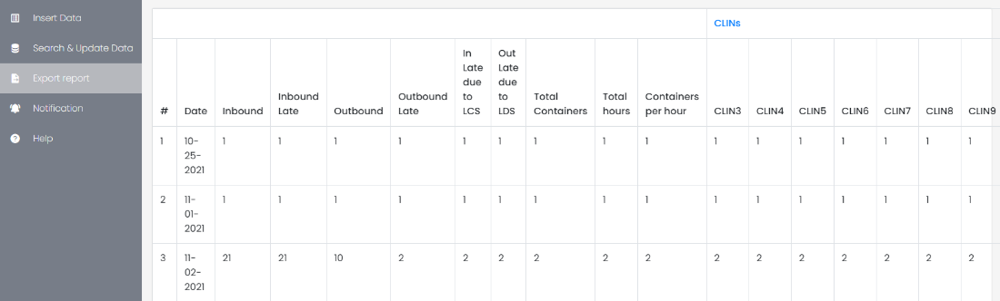 Insert Data
Search & Update Data
Export report
Notification
Help
CLINs
# Date Inbound Inbound Late Outbound Outbound Late In Late due to LCS Out Late due to LDS Total Containers Total hours Containers per hour CLIN3 CLIN4 CLIN5 CLIN6 CLIN7 CLIN8 CLIN9
1 10-25-2021 1 1 1 1 1 1 1 1 1 1 1 1 1 1 1 1
2 11-01-2021 1 1 1 1 1 1 1 1 1 1 1 1 1 1 1 1
3 11-02-2021 21 21 10 2 2 2 2 2 2 2 2 2 2 2 2 2